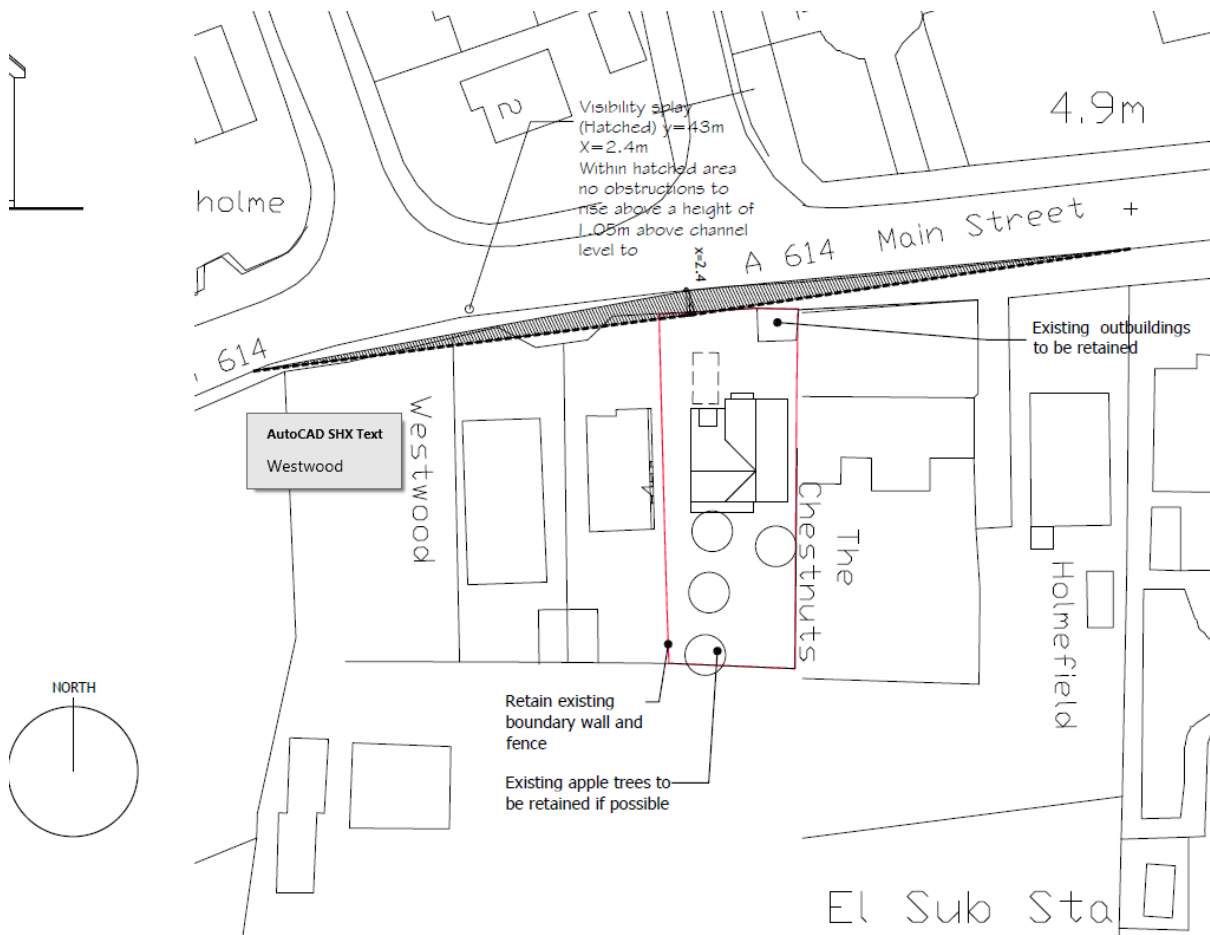 2
Visibility splay
(Hatched) y=43m
X=2.4m
Within hatched area
no obstructions to
rise above a height of
1.05m above channel
level to
4.9m
holme
x=2.4
A 614 Main Street +
614
Existing outbuildings
to be retained
AutoCAD SHX Text
Westwood
Westwood
The
Chestnuts
Holmefield
NORTH
Retain existing
boundary wall and
fence
Existing apple trees to
be retained if possible
El Sub Sta